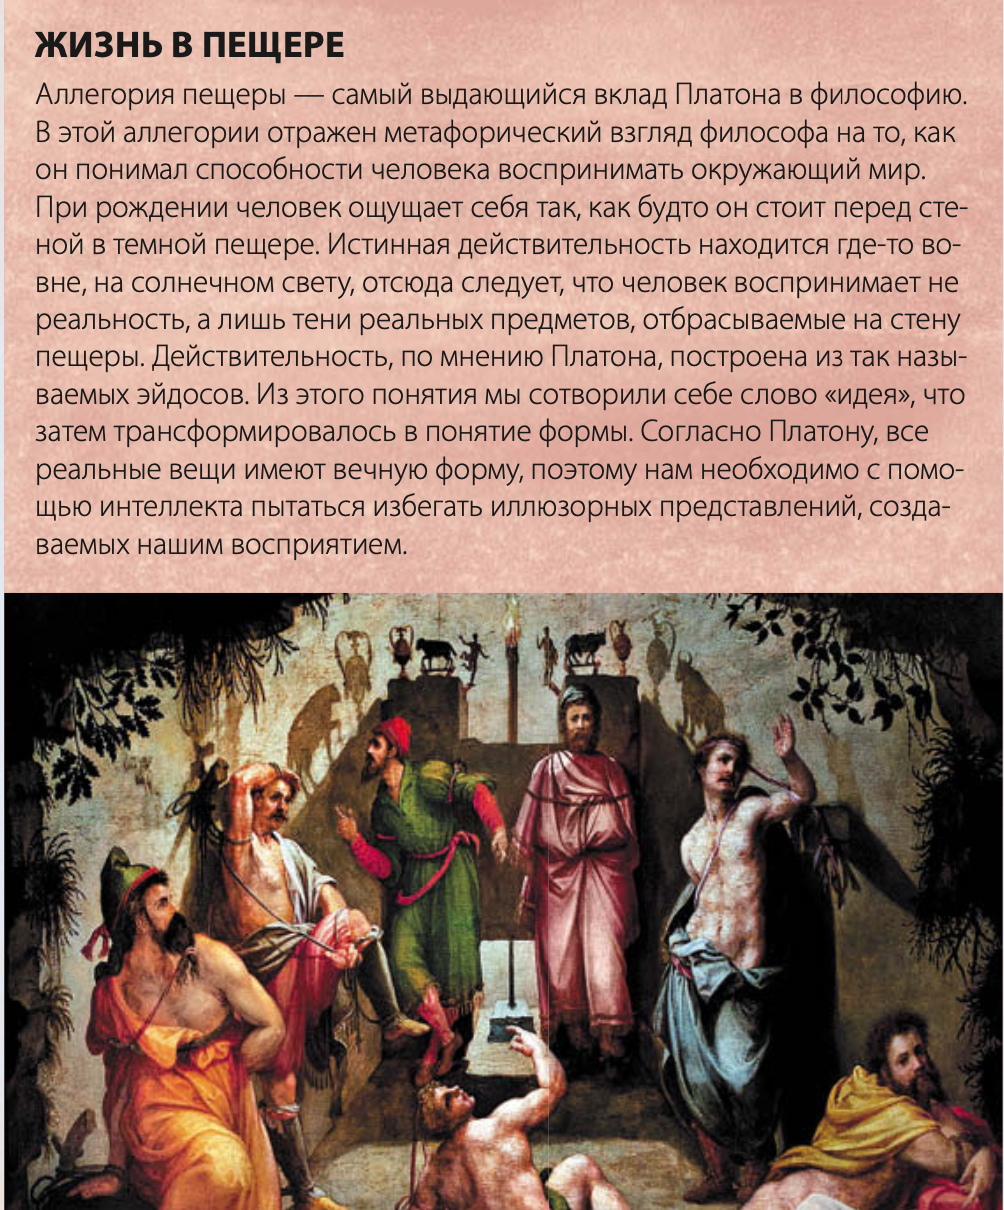 ЖИЗНЬ В ПЕЩЕРЕ
Аллегория пещеры — самый выдающийся вклад Платона в философию.
В этой аллегории отражен метафорический взгляд философа на то, как
он понимал способности человека воспринимать окружающий мир.
При рождении человек ощущает себя так, как будто он стоит перед сте-
ной в темной пещере. Истинная действительность находится где-то во-
вне, на солнечном свету, отсюда следует, что человек воспринимает не
реальность, а лишь тени реальных предметов, отбрасываемые на стену
пещеры. Действительность, по мнению Платона, построена из так назы-
ваемых эйдосов. Из этого понятия мы сотворили себе слово «идея», что
затем трансформировалось в понятие формы. Согласно Платону, все
реальные вещи имеют вечную форму, поэтому нам необходимо с помо-
щью интеллекта пытаться избегать иллюзорных представлений, созда-
ваемых нашим восприятием.